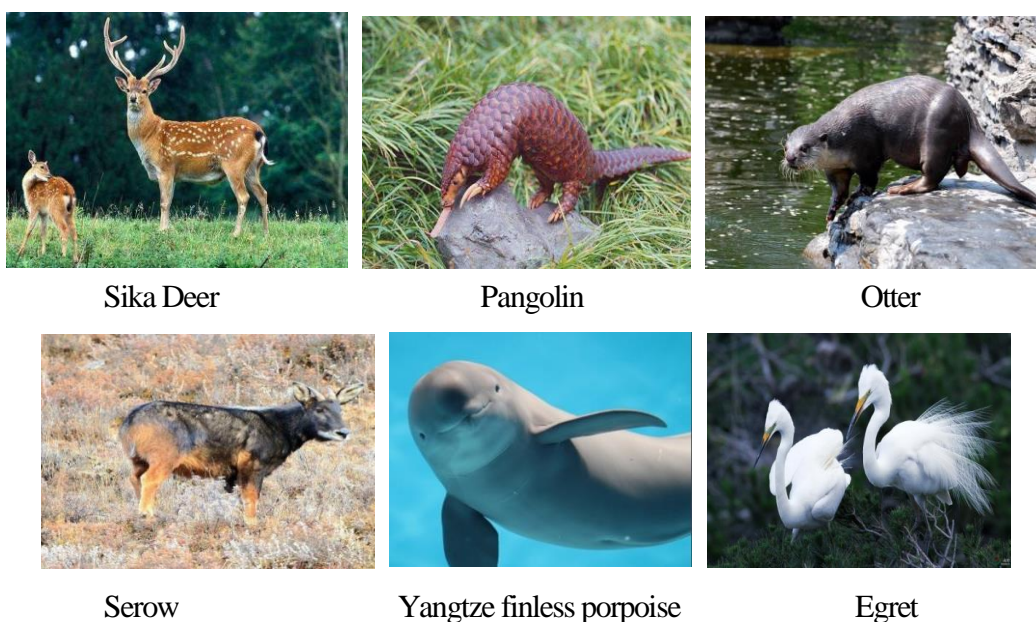 Sika Deer
Pangolin
Otter
Serow
Yangtze finless porpoise
Egret